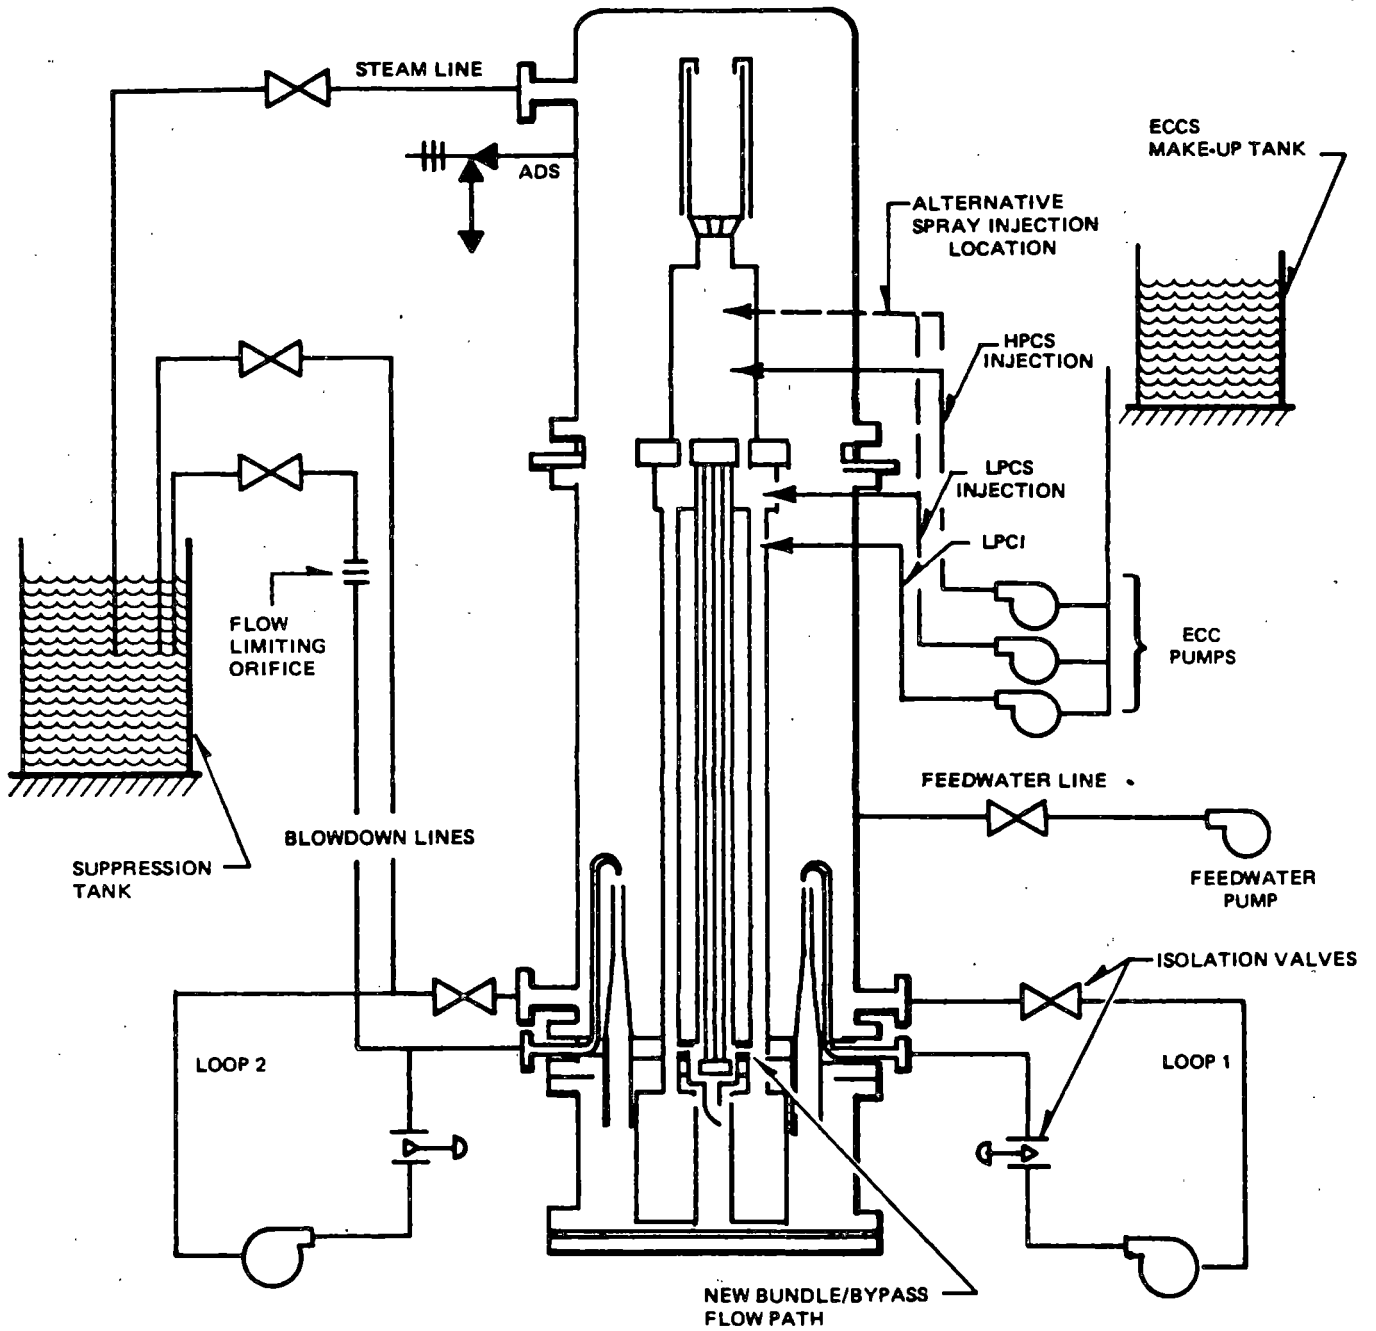 STEAM LINE
ADS
ECCS
MAKE-UP TANK
ALTERNATIVE
SPRAY INJECTION
LOCATION
HPCS
INJECTION
LPCS
INJECTION
LPCI
FLOW
LIMITING
ORIFICE
ECC
PUMPS
FEEDWATER LINE
BLOWDOWN LINES
SUPPRESSION
TANK
FEEDWATER
PUMP
ISOLATION VALVES
LOOP 2
LOOP 1
NEW BUNDLE/BYPASS
FLOW PATH